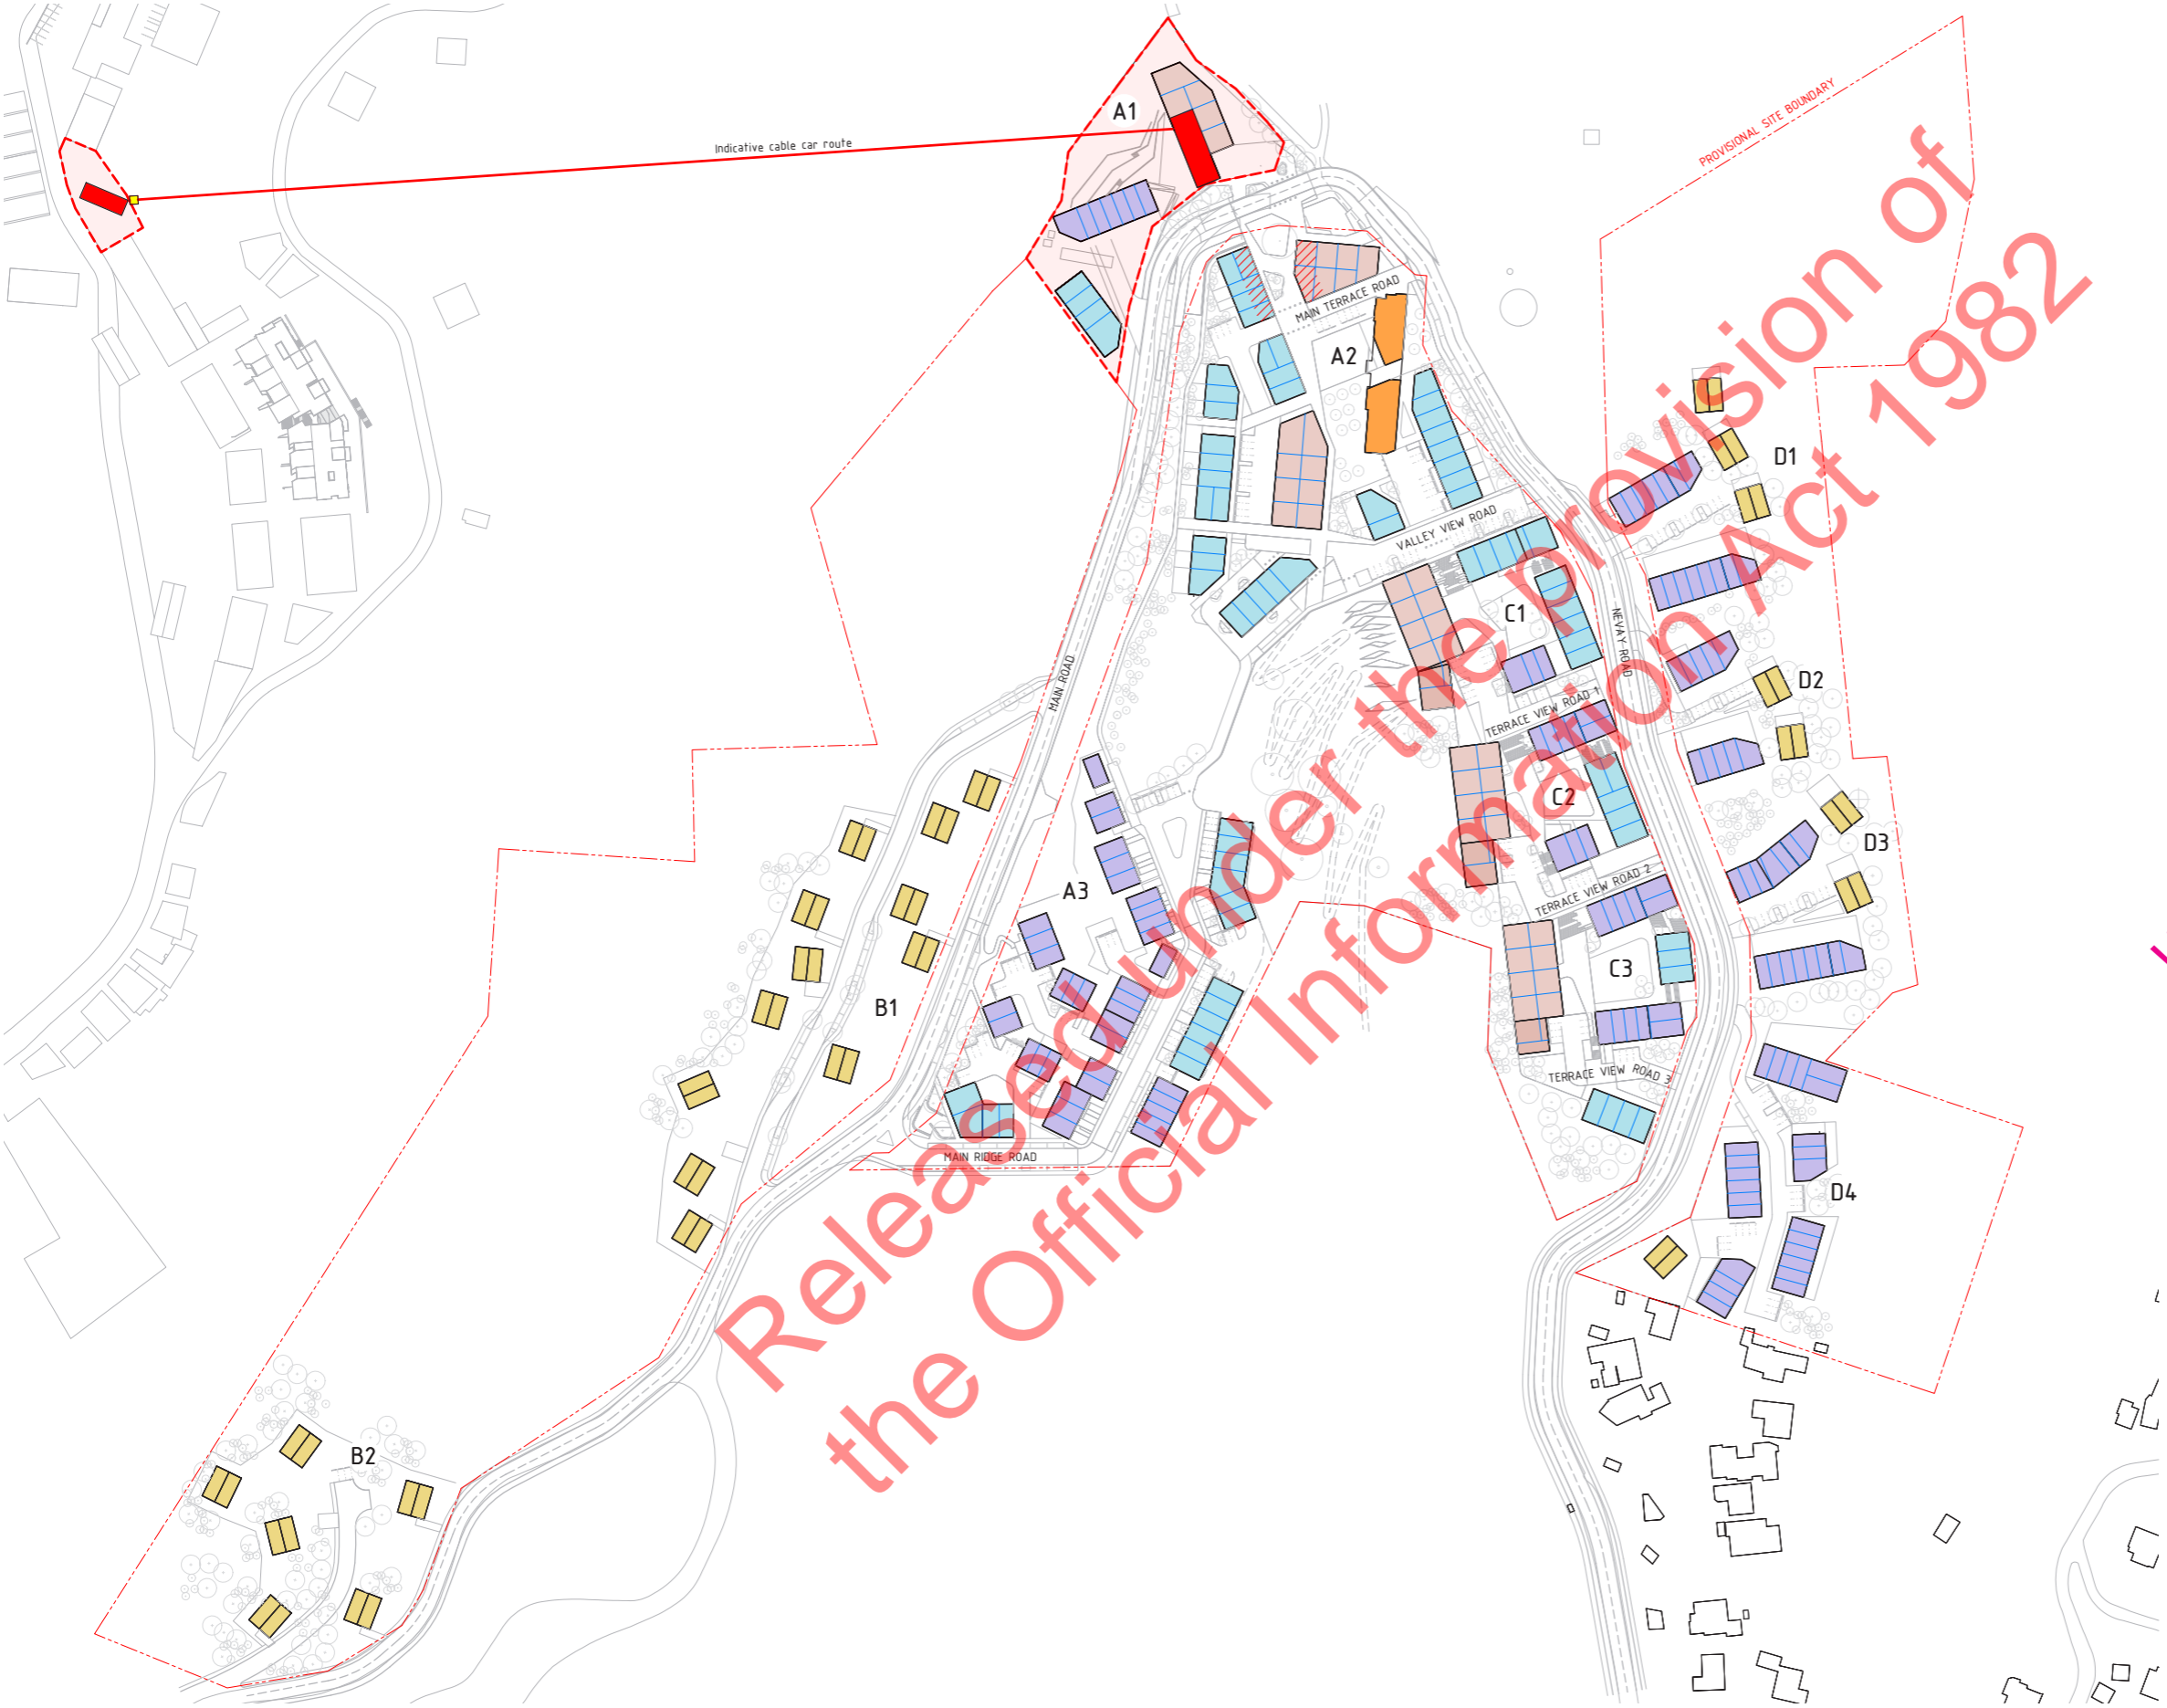 A1
Indicative cable car route
PROVISIONAL SITE BOUNDARY
MAIN TERRACE ROAD
A2
D1
VALLEY VIEW ROAD
C1
NEVAY ROAD
MAIN ROAD
D2
TERRACE VIEW ROAD 1
C2
D3
A3
TERRACE VIEW ROAD 2
C3
B1
TERRACE VIEW ROAD 3
MAIN RIDGE ROAD
D4
B2
Released under the provision of
the Official Information Act 1982